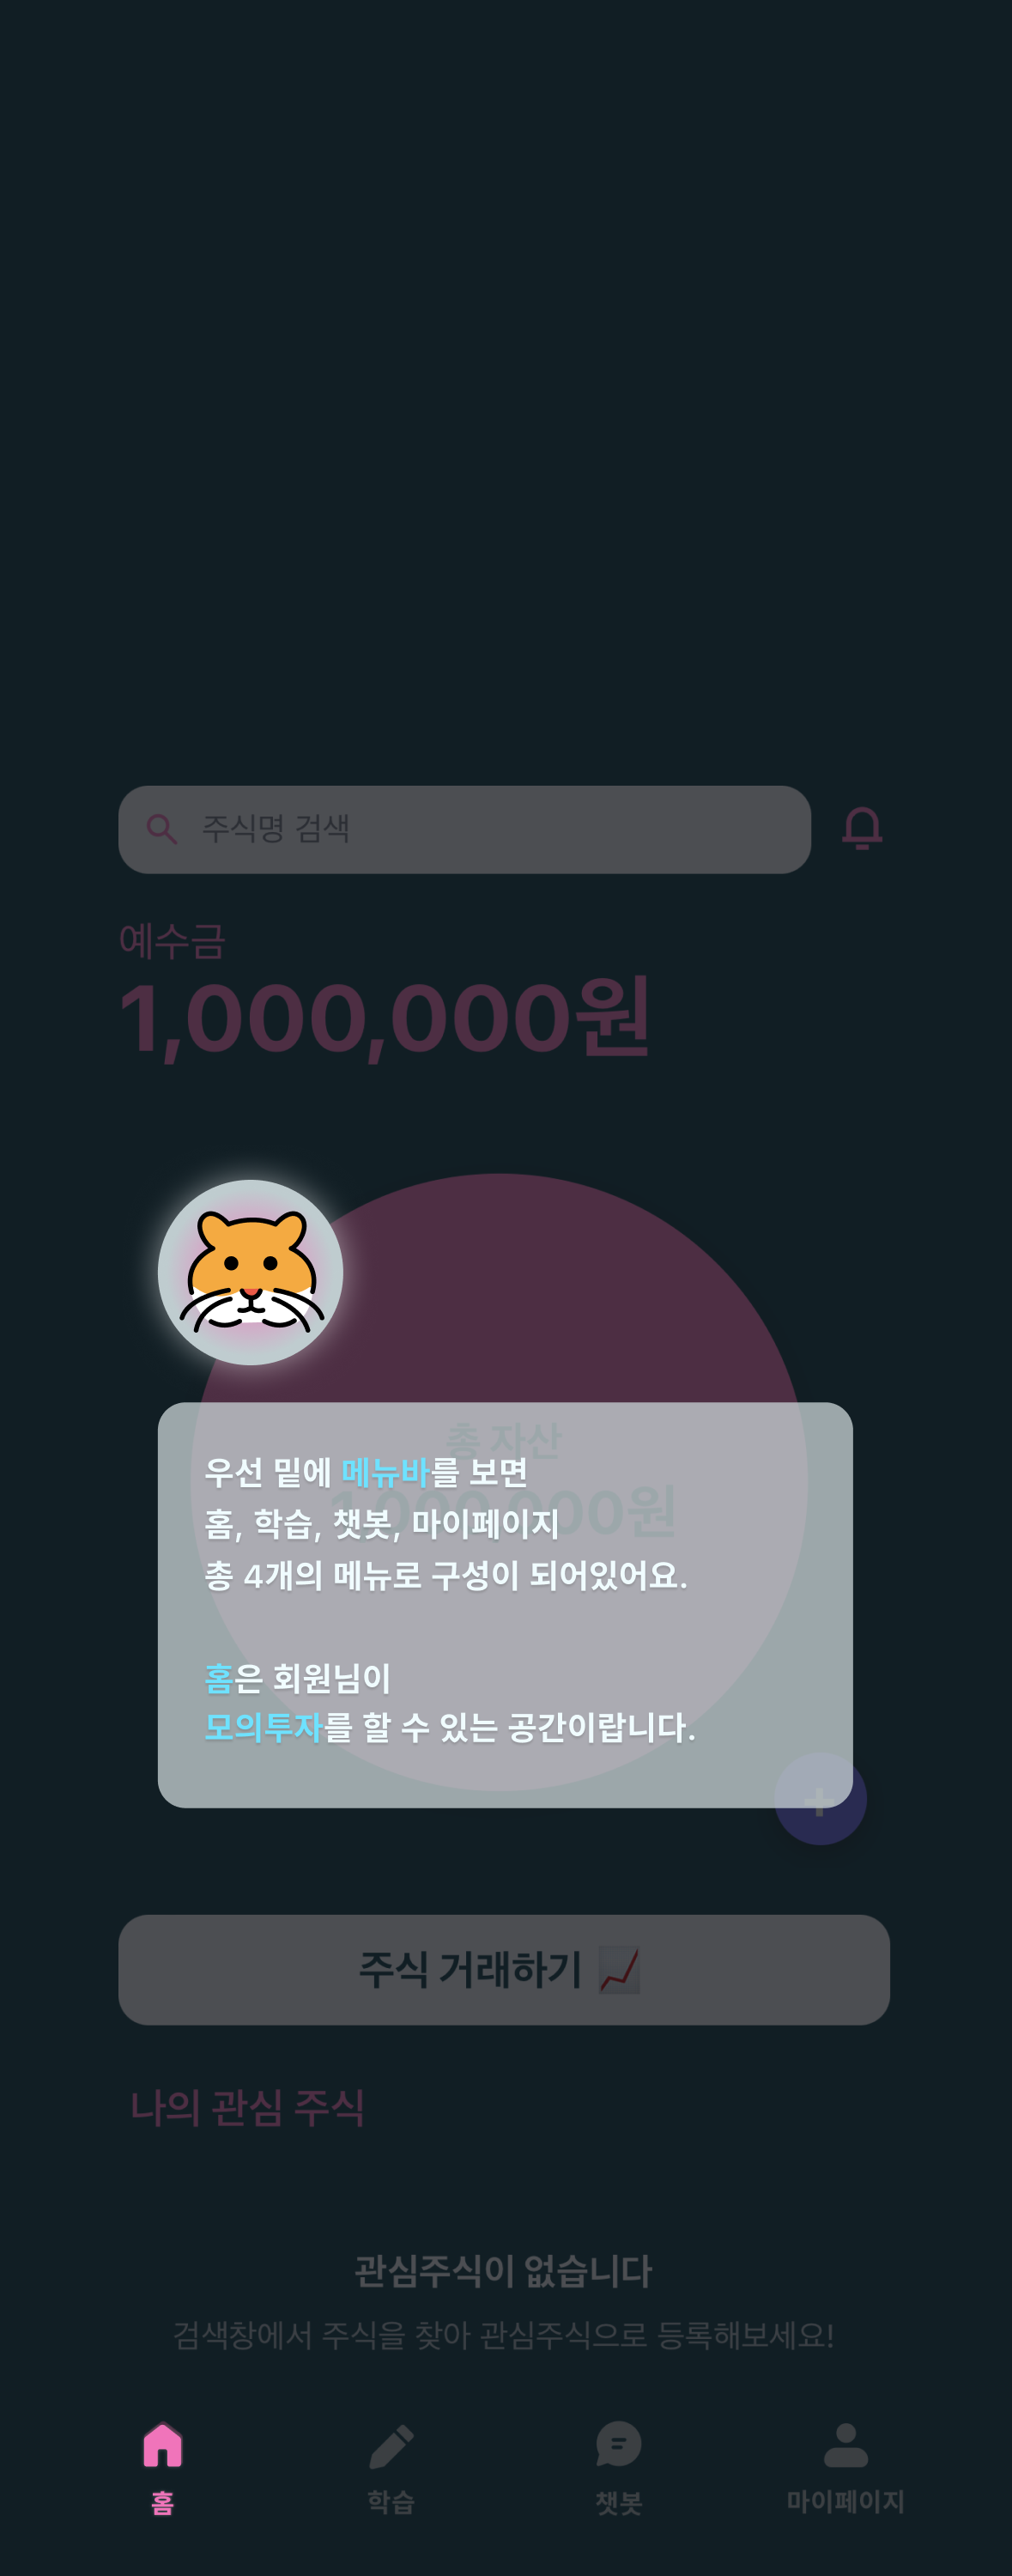 주식명 검색
예수금
1,000,000원
총 자산
1,000,000원
우선 밑에 메뉴바를 보면
홈, 학습, 챗봇, 마이페이지
총 4개의 메뉴로 구성이 되어있어요.
홈은 회원님이
모의투자를 할 수 있는 공간이랍니다.
+
주식 거래하기
나의 관심 주식
관심주식이 없습니다
검색창에서 주식을 찾아 관심주식으로 등록해보세요!
홈
학습
챗봇
마이페이지